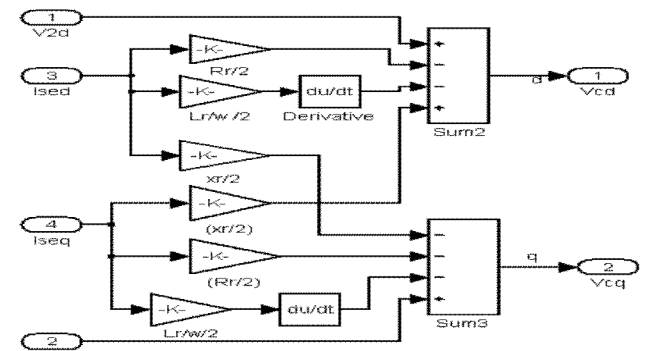 1
V2d
-K-
Rr/2
+
-
-
+
Sum2
d
1
Vcd
3
Ised
-K-
Lr/w /2
du/dt
Derivative
-K-
xr/2
4
Iseq
-K-
(xr/2)
-K-
(Rr/2)
-K-
Lr/w/2
du/dt
-
-
-
+
Sum3
q
2
Vcq
2